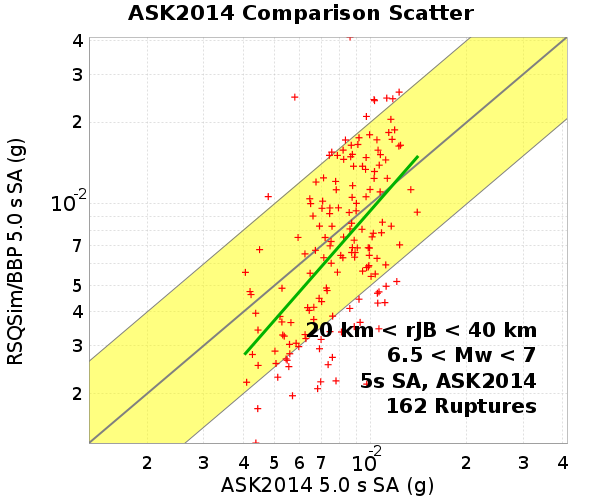 ASK2014 Comparison Scatter
RSQSim/BBP 5.0 s SA (g)
4
3
2
10-2
7
5
4
3
2
20 km < rJB < 40 km
6.5 < Mw < 7
5s SA, ASK2014
162 Ruptures
2 3 4 5 6 7 10-2 2 3 4
ASK2014 5.0 s SA (g)